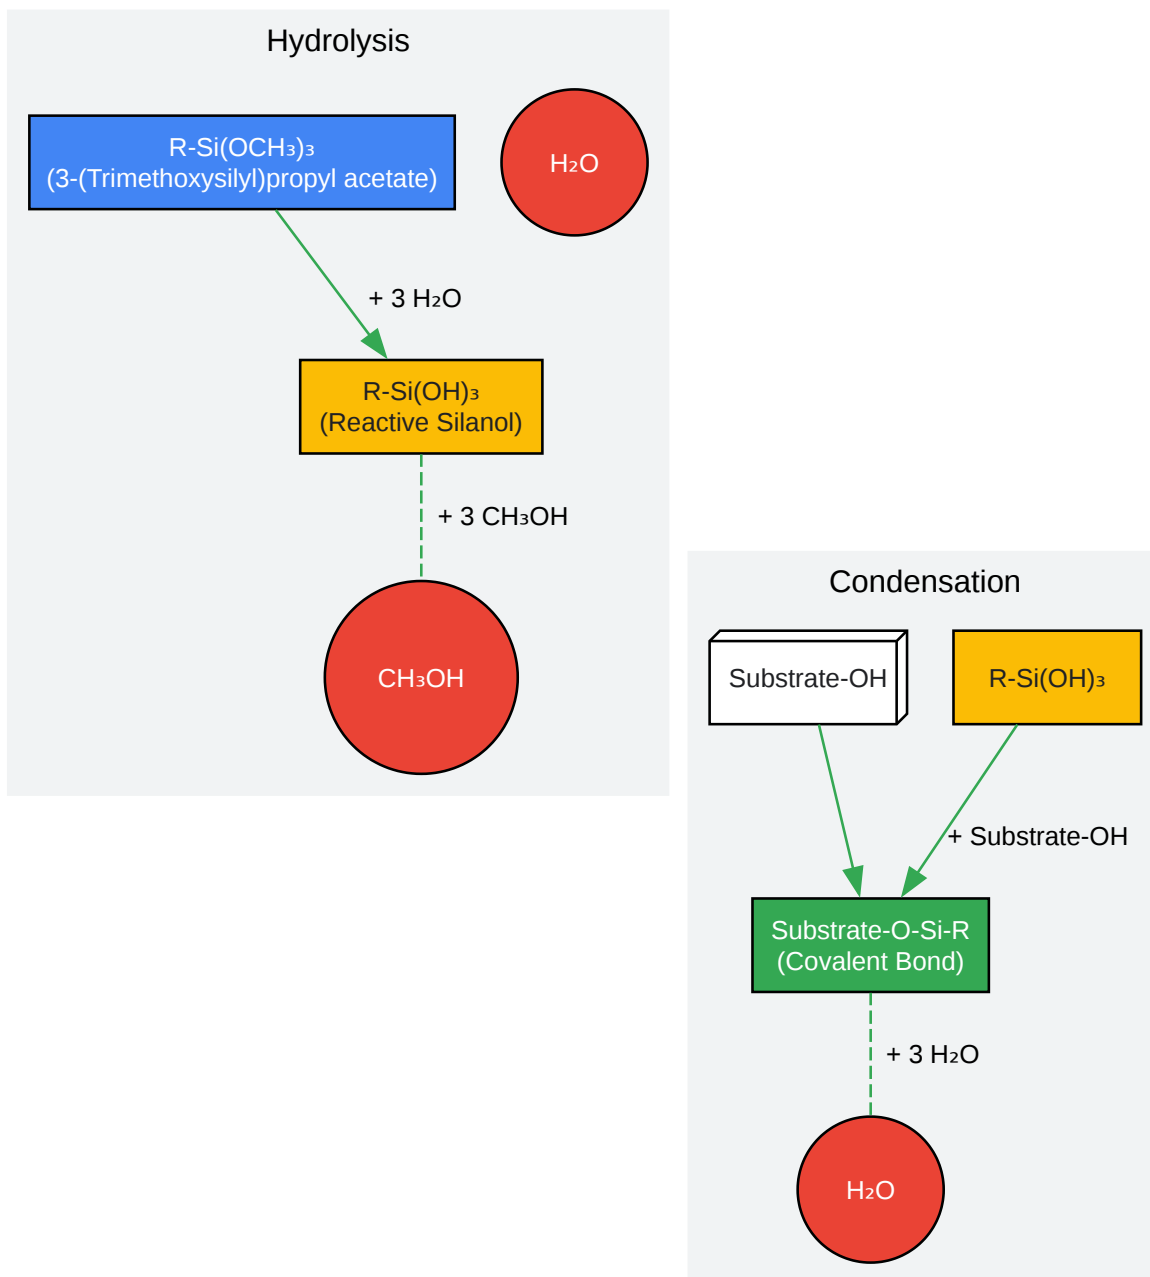 Hydrolysis
R-Si(OCH₃)₃
(3-(Trimethoxysilyl)propyl acetate)
H₂O
+ 3 H₂O
R-Si(OH)₃
(Reactive Silanol)
+ 3 CH₃OH
CH₃OH
Condensation
Substrate-OH
R-Si(OH)₃
+ Substrate-OH
Substrate-O-Si-R
(Covalent Bond)
+ 3 H₂O
H₂O